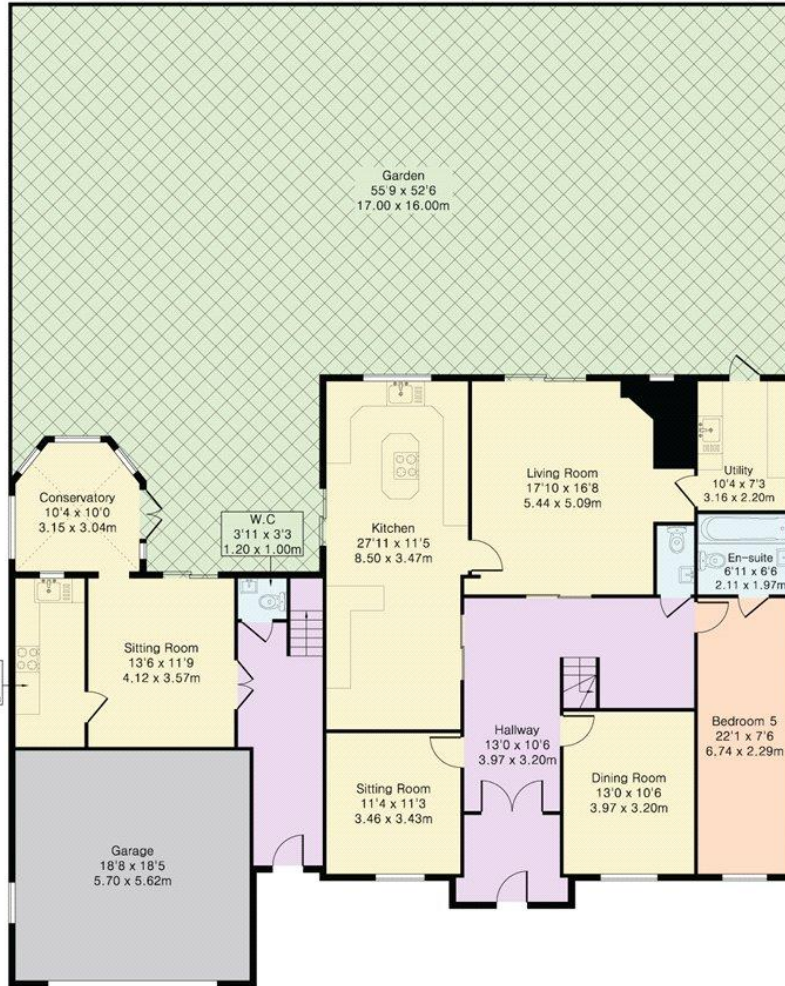 Garden
55'9 x 52'6
17.00 x 16.00m
Conservatory
10'4 x 10'0
3.15 x 3.04m
W.C
3'11 x 3'3
1.20 x 1.00m
Kitchen
27'11 x 11'5
8.50 x 3.47m
Living Room
17'10 x 16'8
5.44 x 5.09m
Utility
10'4 x 7'3
3.16 x 2.20m
En-suite
6'11 x 6'6
2.11 x 1.97m
Sitting Room
13'6 x 11'9
4.12 x 3.57m
Hallway
13'0 x 10'6
3.97 x 3.20m
Bedroom 5
22'1 x 7'6
6.74 x 2.29m
Sitting Room
11'4 x 11'3
3.46 x 3.43m
Dining Room
13'0 x 10'6
3.97 x 3.20m
Garage
18'8 x 18'5
5.70 x 5.62m